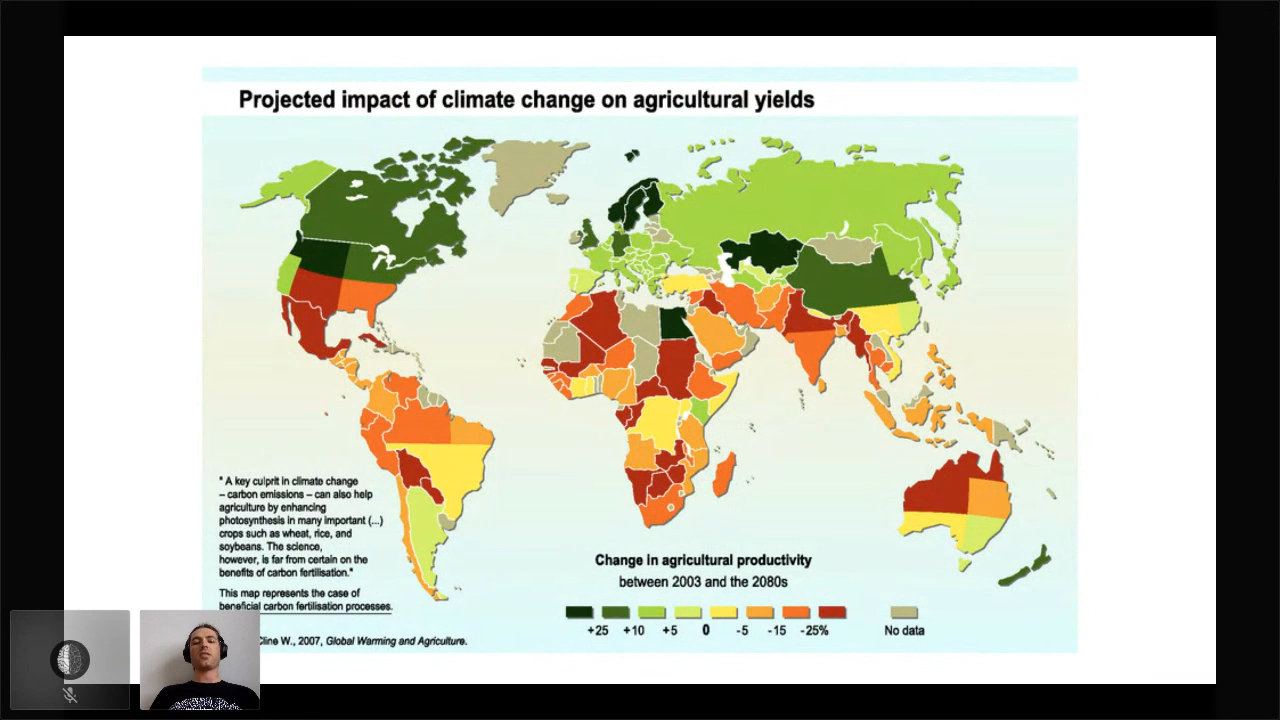 Projected impact of climate change on agricultural yields
" A key culprit in climate change
– carbon emissions – can also help
agriculture by enhancing
photosynthesis in many important (...)
crops such as wheat, rice, and
soybeans. The science,
however, is far from certain on the
benefits of carbon fertilisation."
This map represents the case of
beneficial carbon fertilisation processes.
Cline W., 2007, Global Warming and Agriculture.
Change in agricultural productivity
between 2003 and the 2080s
+25 +10 +5 0 -5 -15 -25% No data